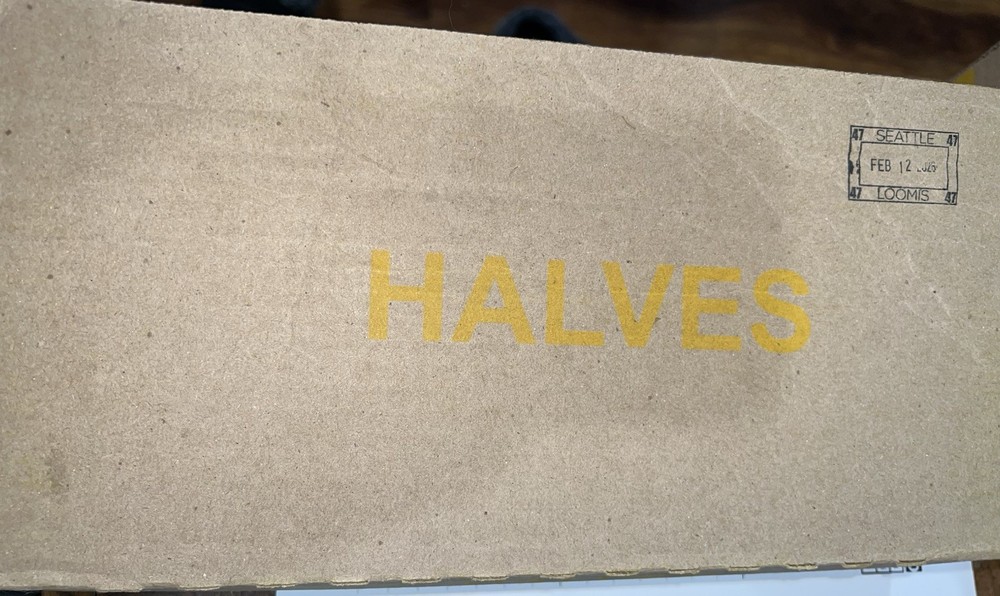 47 SEATTLE 47
FEB 12
47 LOOMIS 47
HALVES